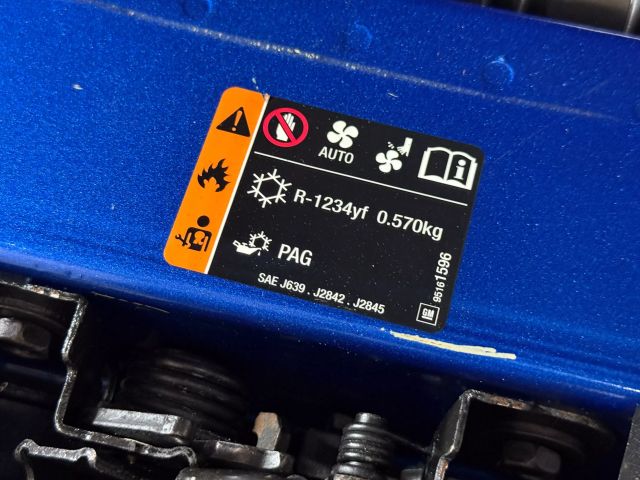 AUTO
R-1234yf 0.570kg
PAG
SAE J639 . J2842 . J2845
95161596
GM